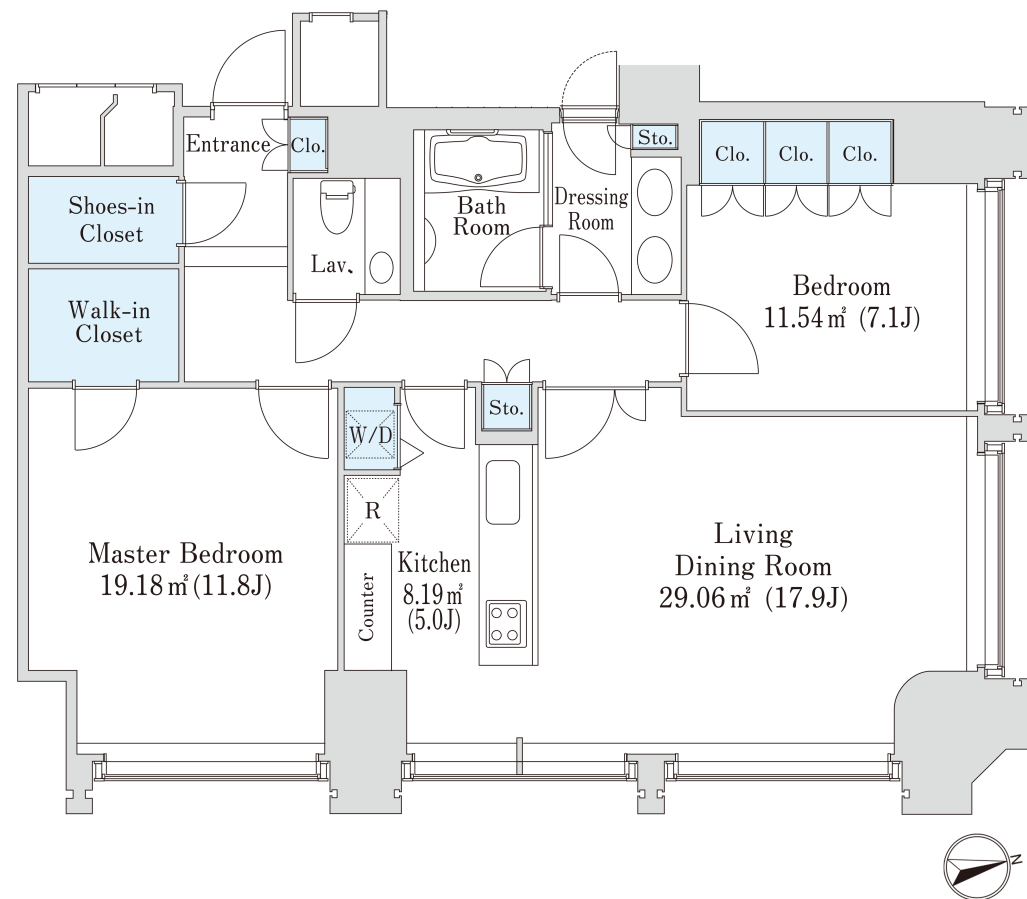 Entrance
Clo.
Sto.
Clo.
Clo.
Clo.
Shoes-in
Closet
Bath
Room
Dressing
Room
Lav.
Walk-in
Closet
Bedroom
11.54㎡ (7.1J)
Sto.
W/D
R
Master Bedroom
19.18㎡(11.8J)
Counter
Kitchen
8.19㎡
(5.0J)
Living
Dining Room
29.06㎡ (17.9J)
N